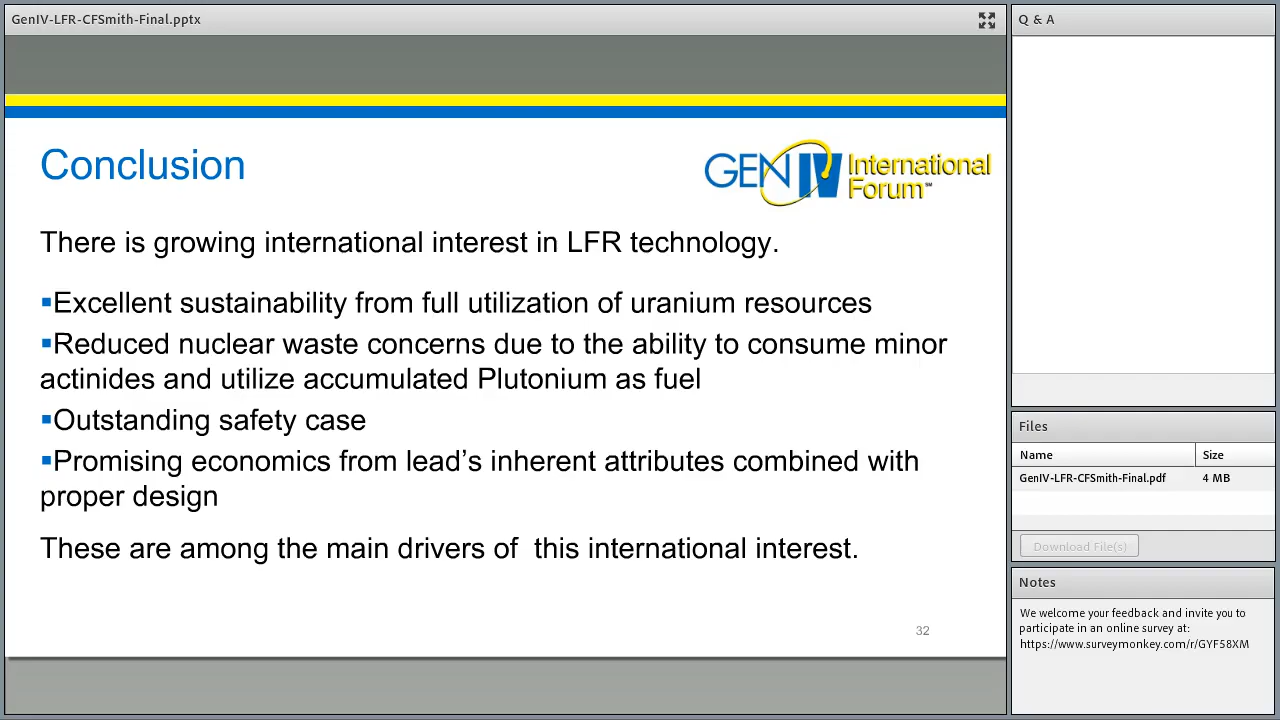 GenIV-LFR-CFSmith-Final.pptx
Conclusion
GENIV International
Forum℠
There is growing international interest in LFR technology.
▪Excellent sustainability from full utilization of uranium resources
▪Reduced nuclear waste concerns due to the ability to consume minor
actinides and utilize accumulated Plutonium as fuel
▪Outstanding safety case
▪Promising economics from lead’s inherent attributes combined with
proper design
These are among the main drivers of  this international interest.
32
Q & A
Files
Name Size
GenIV-LFR-CFSmith-Final.pdf 4 MB
Download File(s)
Notes
We welcome your feedback and invite you to
participate in an online survey at:
https://www.surveymonkey.com/r/GYF58XM